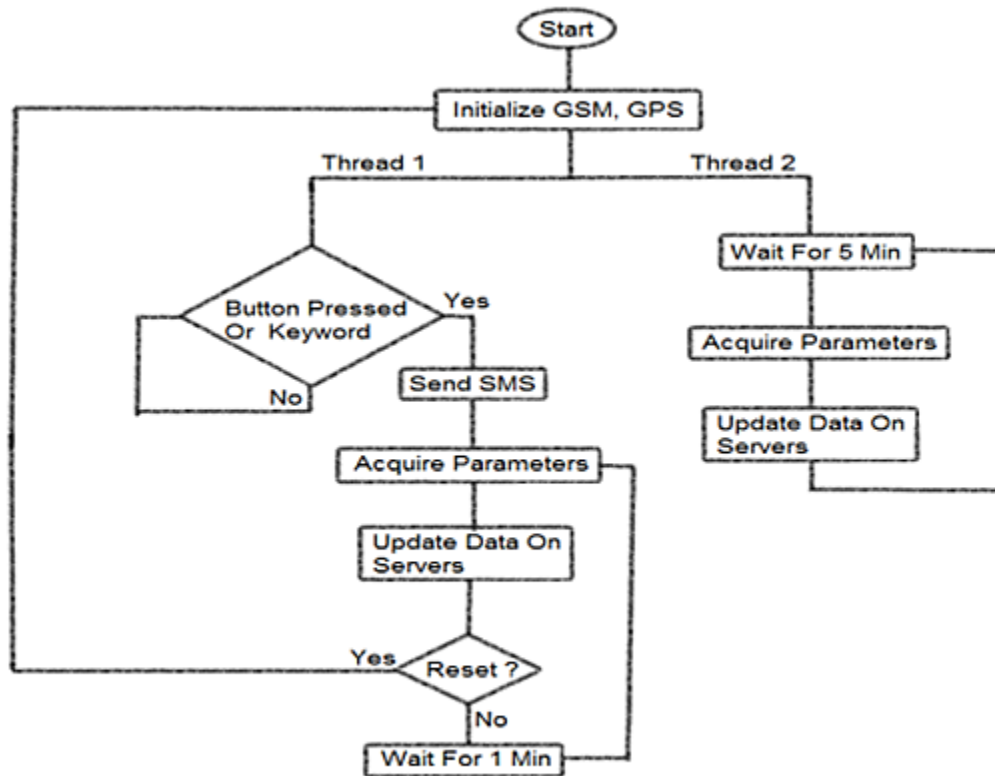 Start
Initialize GSM, GPS
Thread 1
Thread 2
Button Pressed
Or Keyword
Yes
No
Send SMS
Acquire Parameters
Update Data On
Servers
Reset ?
Yes
No
Wait For 1 Min
Wait For 5 Min
Acquire Parameters
Update Data On
Servers